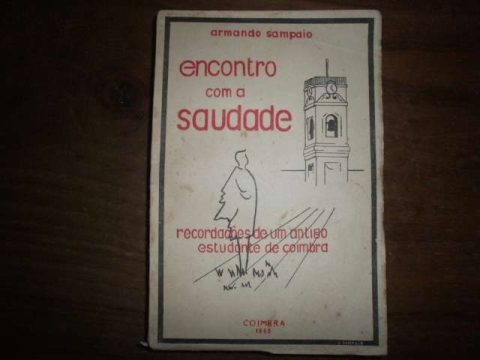 armando sampaio
encontro
com a
saudade
recordações de um antigo
estudante de coimbra
COIMBRA